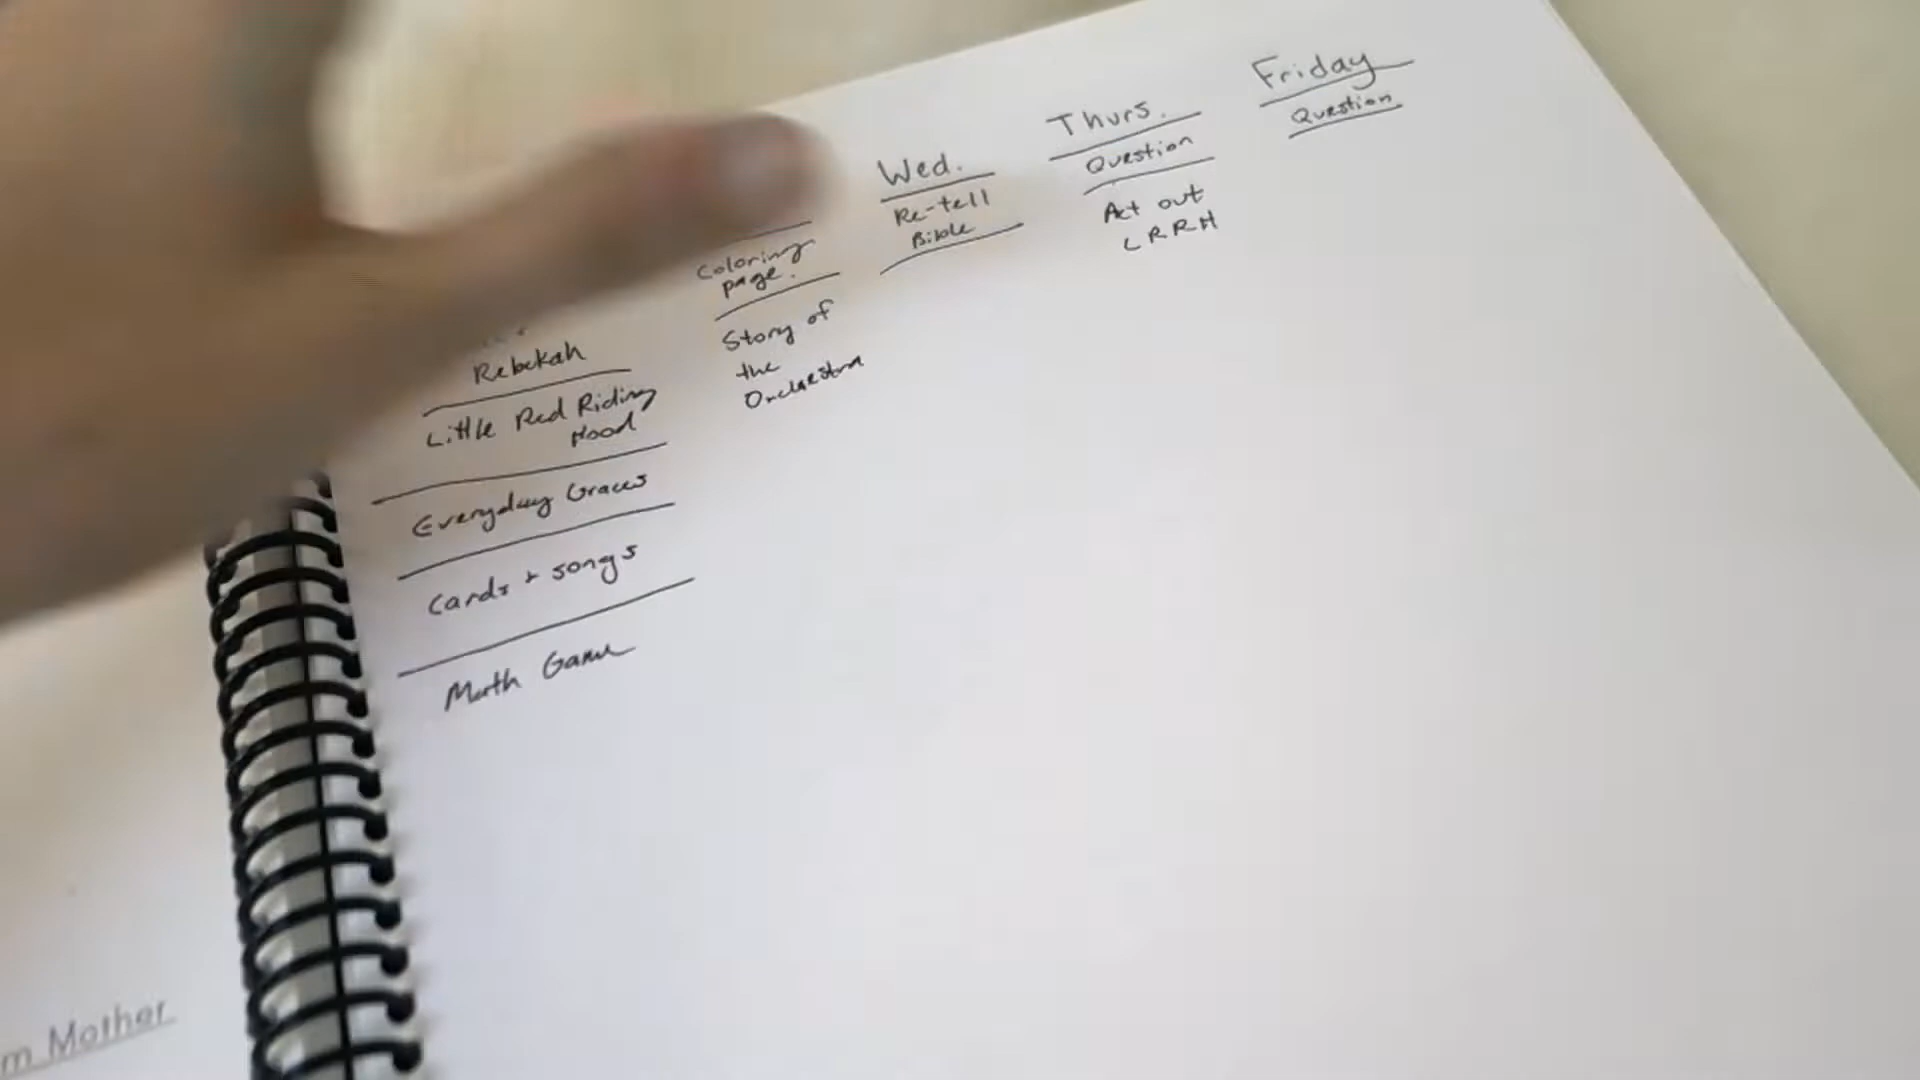 Rebekah
Little Red Riding
Hood
Everyday Graces
Cards + songs
Math Game
Coloring
page.
Story of
the
Orchestra
Wed.
Re-tell
Bible
Thurs.
Question
Act out
LRRH
Friday
Question
m Mother